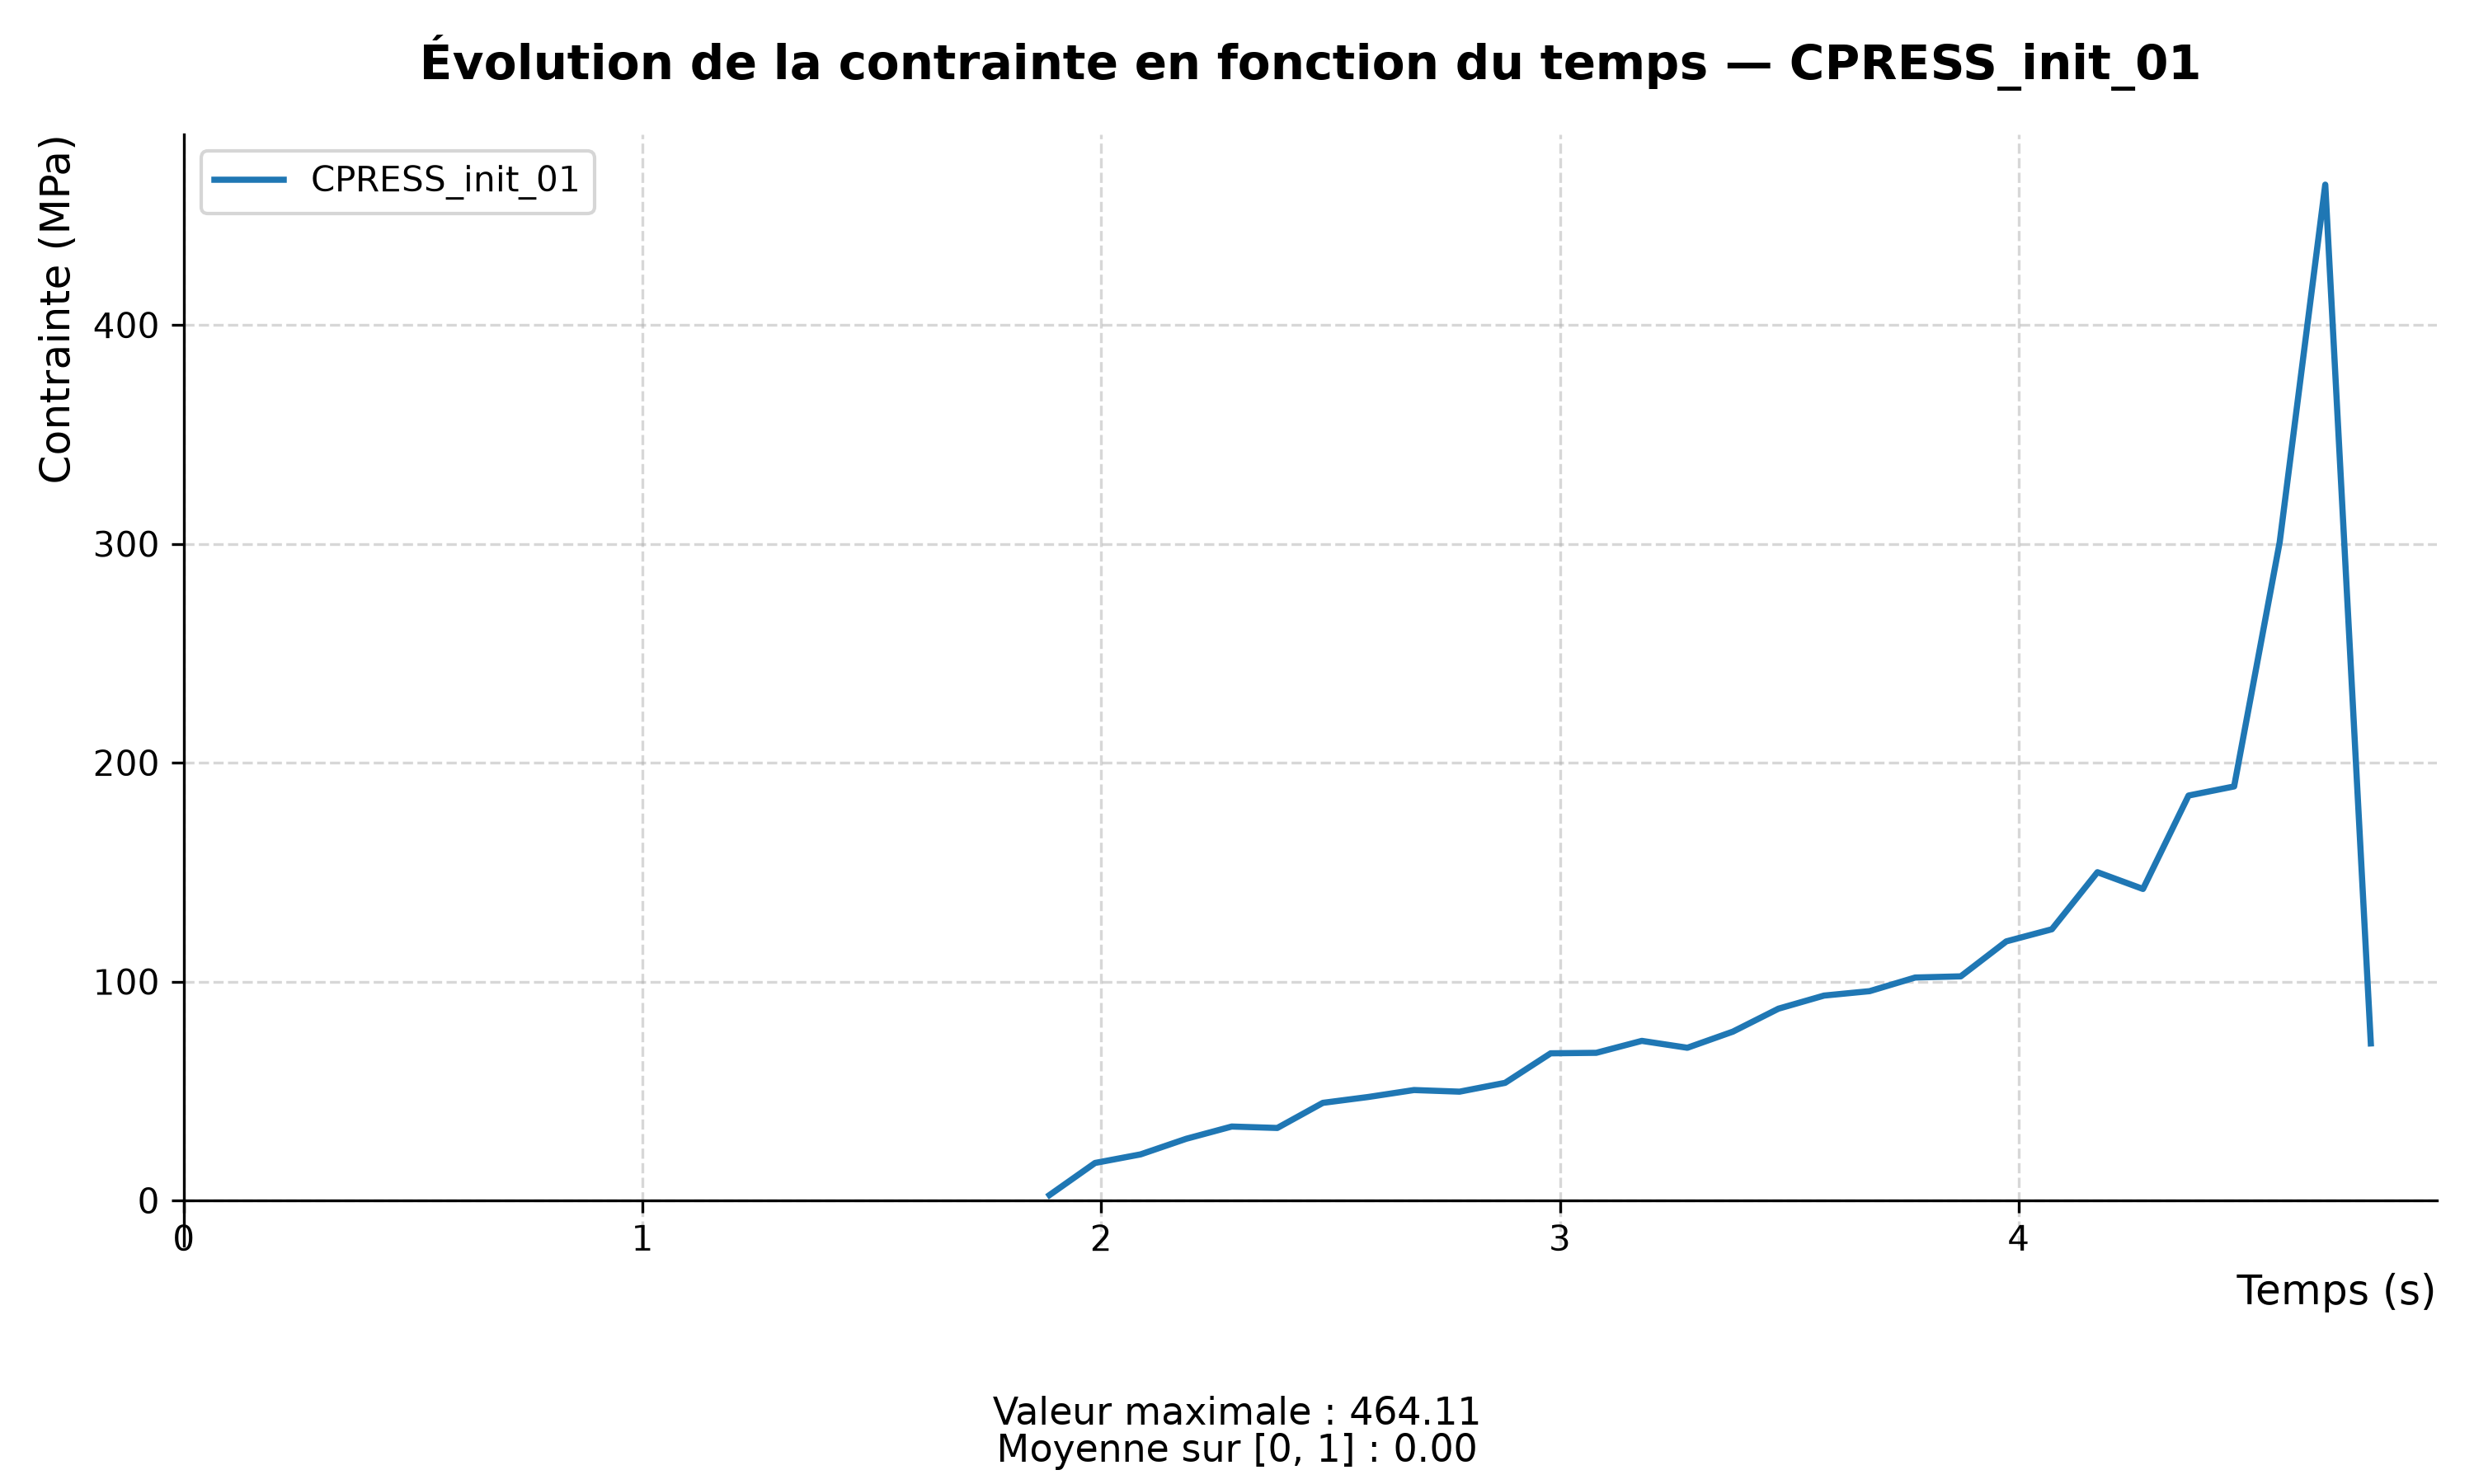 Évolution de la contrainte en fonction du temps — CPRESS_init_01
Contrainte (MPa)
CPRESS_init_01
400
300
200
100
0
0 1 2 3 4
Temps (s)
Valeur maximale : 464.11
Moyenne sur [0, 1] : 0.00